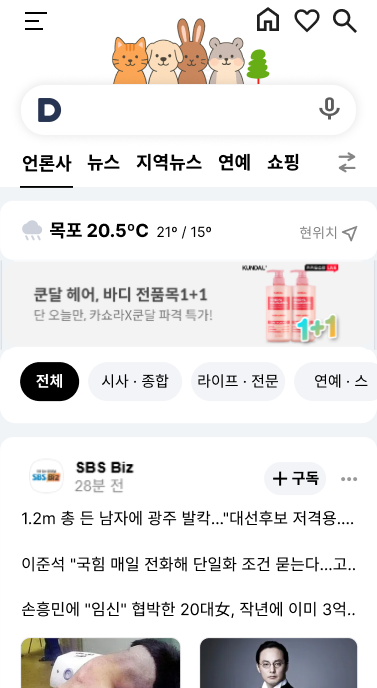 D
언론사 뉴스 지역뉴스 연예 쇼핑
목포 20.5°C 21° / 15° 현위치
KUNDAL
쿤달 헤어, 바디 전품목1+1
단 오늘만, 카쇼라X쿤달 파격 특가!
1+1
전체 시사 · 종합 라이프 · 전문 연예 · 스
SBS Biz
28분 전
+ 구독
1.2m 총 든 남자에 광주 발칵..."대선후보 저격용....
이준석 "국힘 매일 전화해 단일화 조건 묻는다...고..
손흥민에 "임신" 협박한 20대女, 작년에 이미 3억..